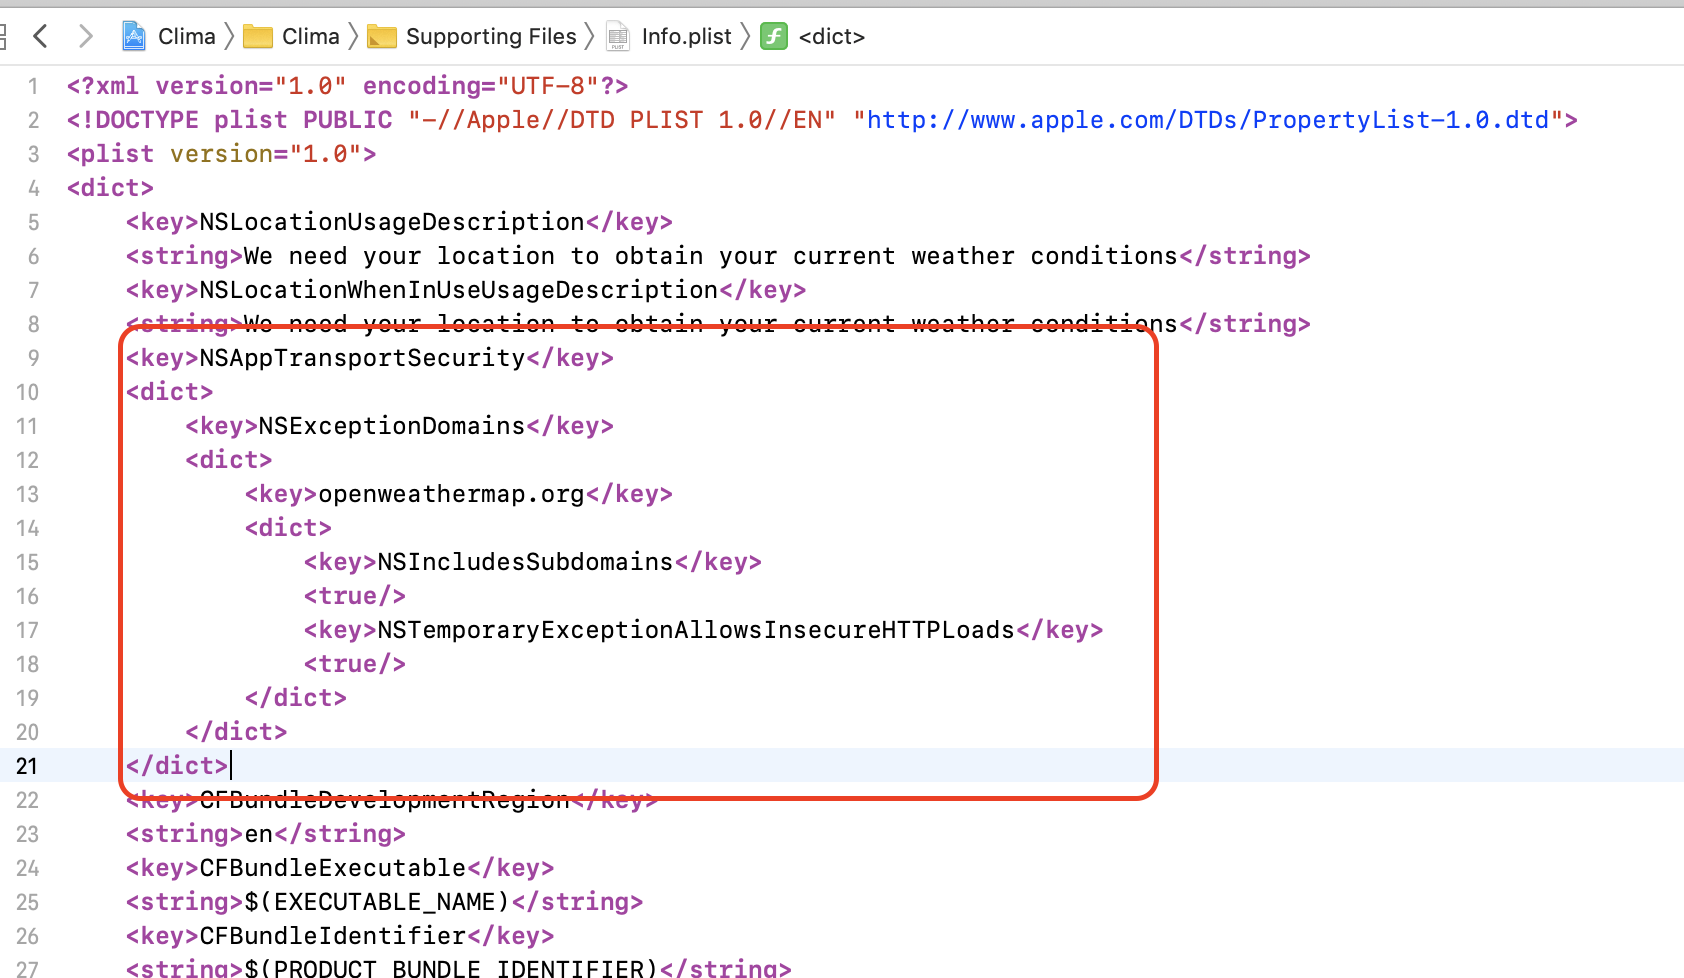 Clima Clima Supporting Files Info.plist <dict>
1 <?xml version="1.0" encoding="UTF-8"?>
2 <!DOCTYPE plist PUBLIC "-//Apple//DTD PLIST 1.0//EN" "http://www.apple.com/DTDs/PropertyList-1.0.dtd">
3 <plist version="1.0">
4 <dict>
5 <key>NSLocationUsageDescription</key>
6 <string>We need your location to obtain your current weather conditions</string>
7 <key>NSLocationWhenInUseUsageDescription</key>
8 <string>We need your location to obtain your current weather conditions</string>
9 <key>NSAppTransportSecurity</key>
10 <dict>
11 <key>NSExceptionDomains</key>
12 <dict>
13 <key>openweathermap.org</key>
14 <dict>
15 <key>NSIncludesSubdomains</key>
16 <true/>
17 <key>NSTemporaryExceptionAllowsInsecureHTTPLoads</key>
18 <true/>
19 </dict>
20 </dict>
21 </dict>
22 <key>CFBundleDevelopmentRegion</key>
23 <string>en</string>
24 <key>CFBundleExecutable</key>
25 <string>$(EXECUTABLE_NAME)</string>
26 <key>CFBundleIdentifier</key>
27 <string>$(PRODUCT_BUNDLE_IDENTIFIER)</string>